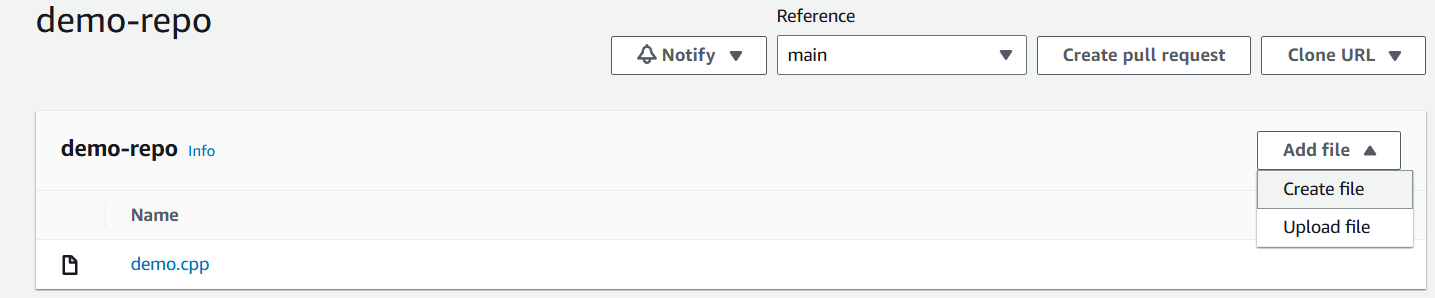 demo-repo
Reference
Notify
main
Create pull request
Clone URL
demo-repo Info
Add file
Create file
Upload file
Name
demo.cpp